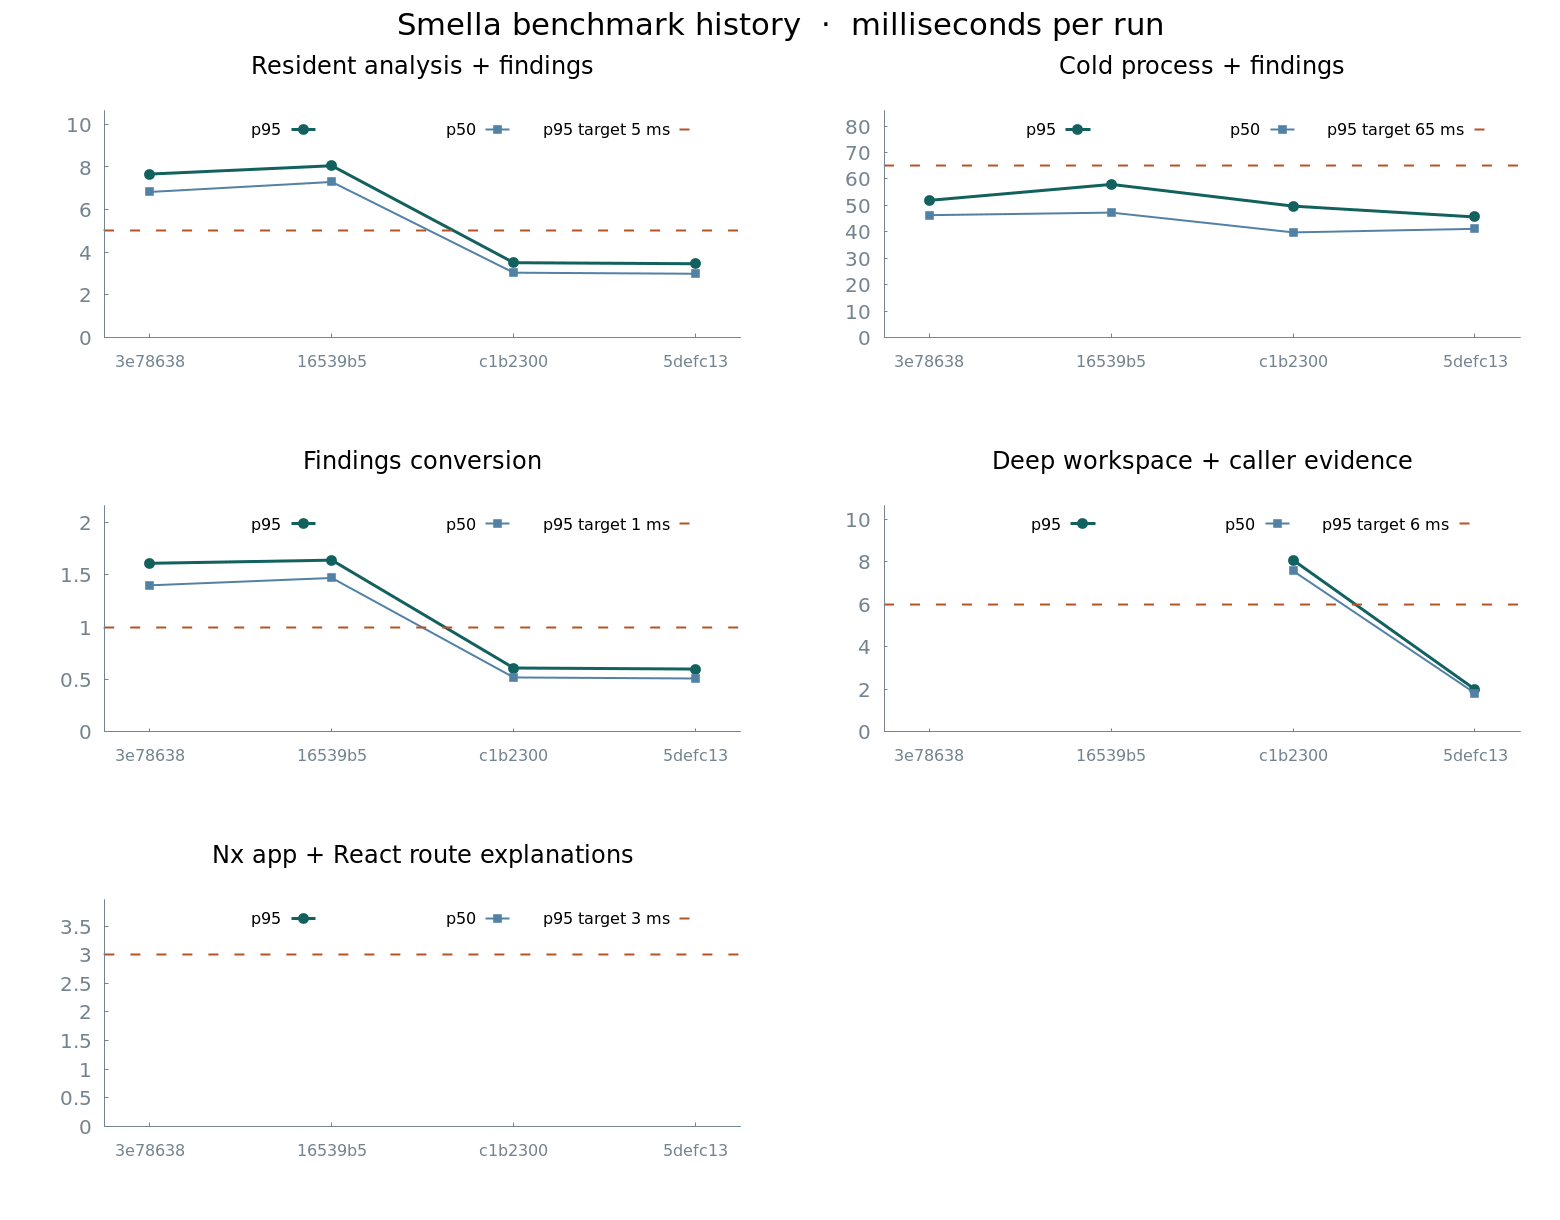 Smella benchmark history · milliseconds per run
Resident analysis + findings
p95 p50 p95 target 5 ms
10
8
6
4
2
0
3e78638 16539b5 c1b2300 5defc13
Cold process + findings
p95 p50 p95 target 65 ms
80
70
60
50
40
30
20
10
0
3e78638 16539b5 c1b2300 5defc13
Findings conversion
p95 p50 p95 target 1 ms
2
1.5
1
0.5
0
3e78638 16539b5 c1b2300 5defc13
Deep workspace + caller evidence
p95 p50 p95 target 6 ms
10
8
6
4
2
0
3e78638 16539b5 c1b2300 5defc13
Nx app + React route explanations
p95 p50 p95 target 3 ms
3.5
3
2.5
2
1.5
1
0.5
0
3e78638 16539b5 c1b2300 5defc13